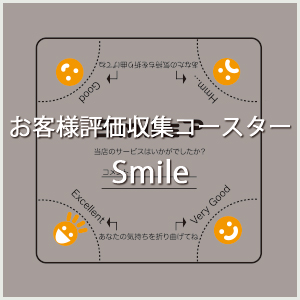 あなたの気持ちを折り曲げてね
Good
Hmm..
お客様評価収集コースター
当店のサービスはいかがでしたか?
Smile
Excellent
Very Good
あなたの気持ちを折り曲げてね